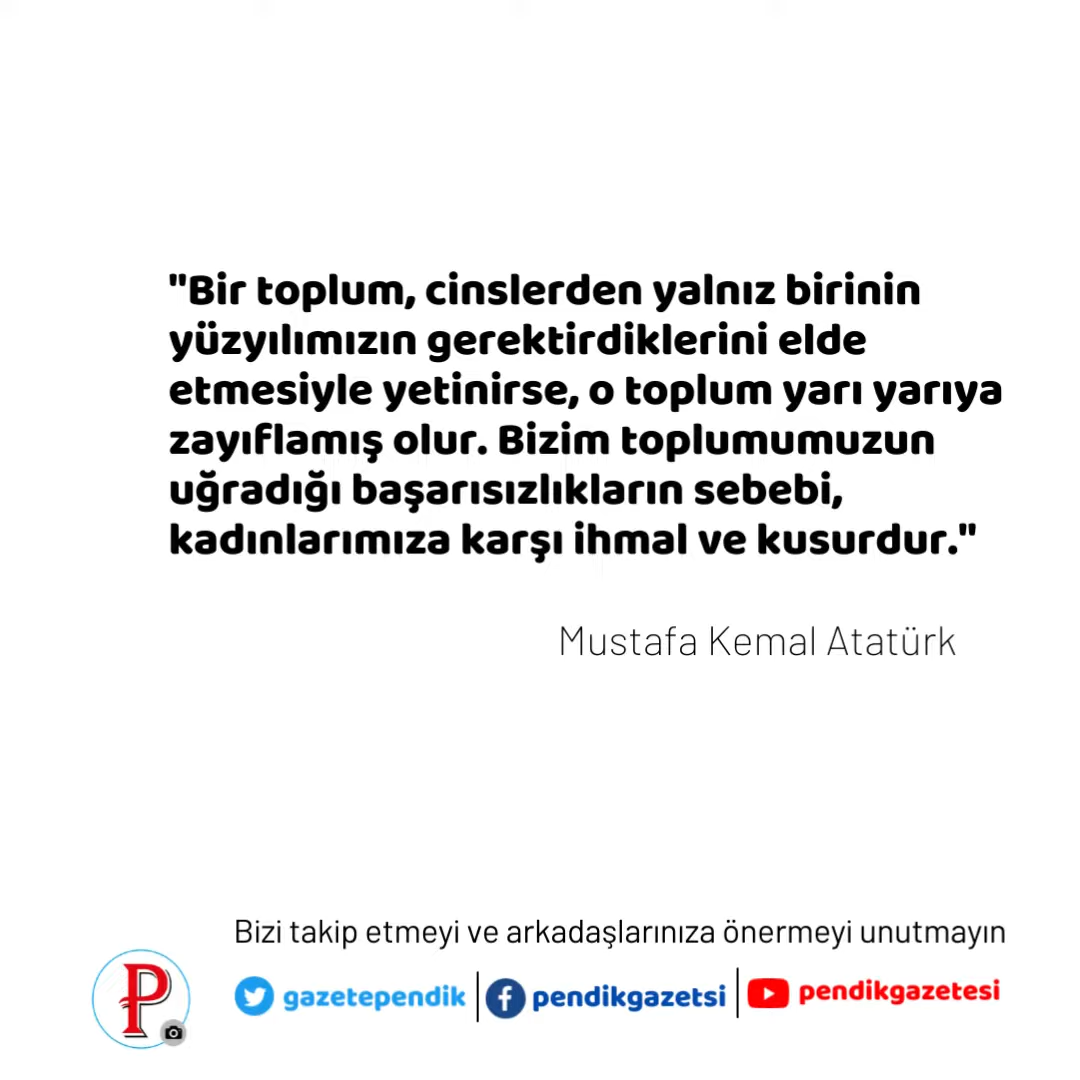 "Bir toplum, cinslerden yalnız birinin
yüzyılımızın gerektirdiklerini elde
etmesiyle yetinirse, o toplum yarı yarıya
zayıflamış olur. Bizim toplumumuzun
uğradığı başarısızlıkların sebebi,
kadınlarımıza karşı ihmal ve kusurdur."
Mustafa Kemal Atatürk
Bizi takip etmeyi ve arkadaşlarınıza önermeyi unutmayın
P gazetependik | pendikgazetsi | pendikgazetesi